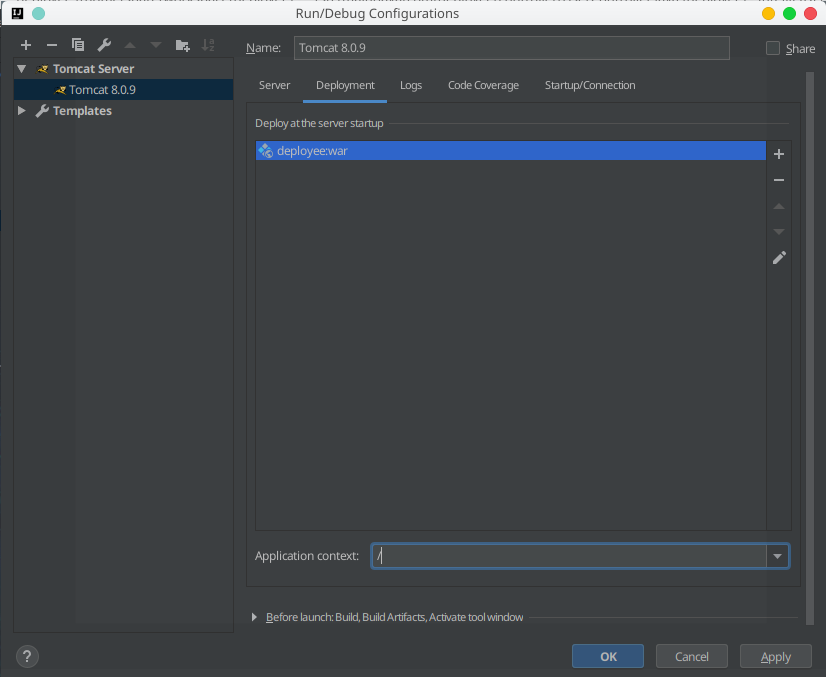 Run/Debug Configurations
Name: Tomcat 8.0.9 Share
Tomcat Server
Tomcat 8.0.9
Templates
Server Deployment Logs Code Coverage Startup/Connection
Deploy at the server startup
deployee:war
Application context: /
Before launch: Build, Build Artifacts, Activate tool window
? OK Cancel Apply